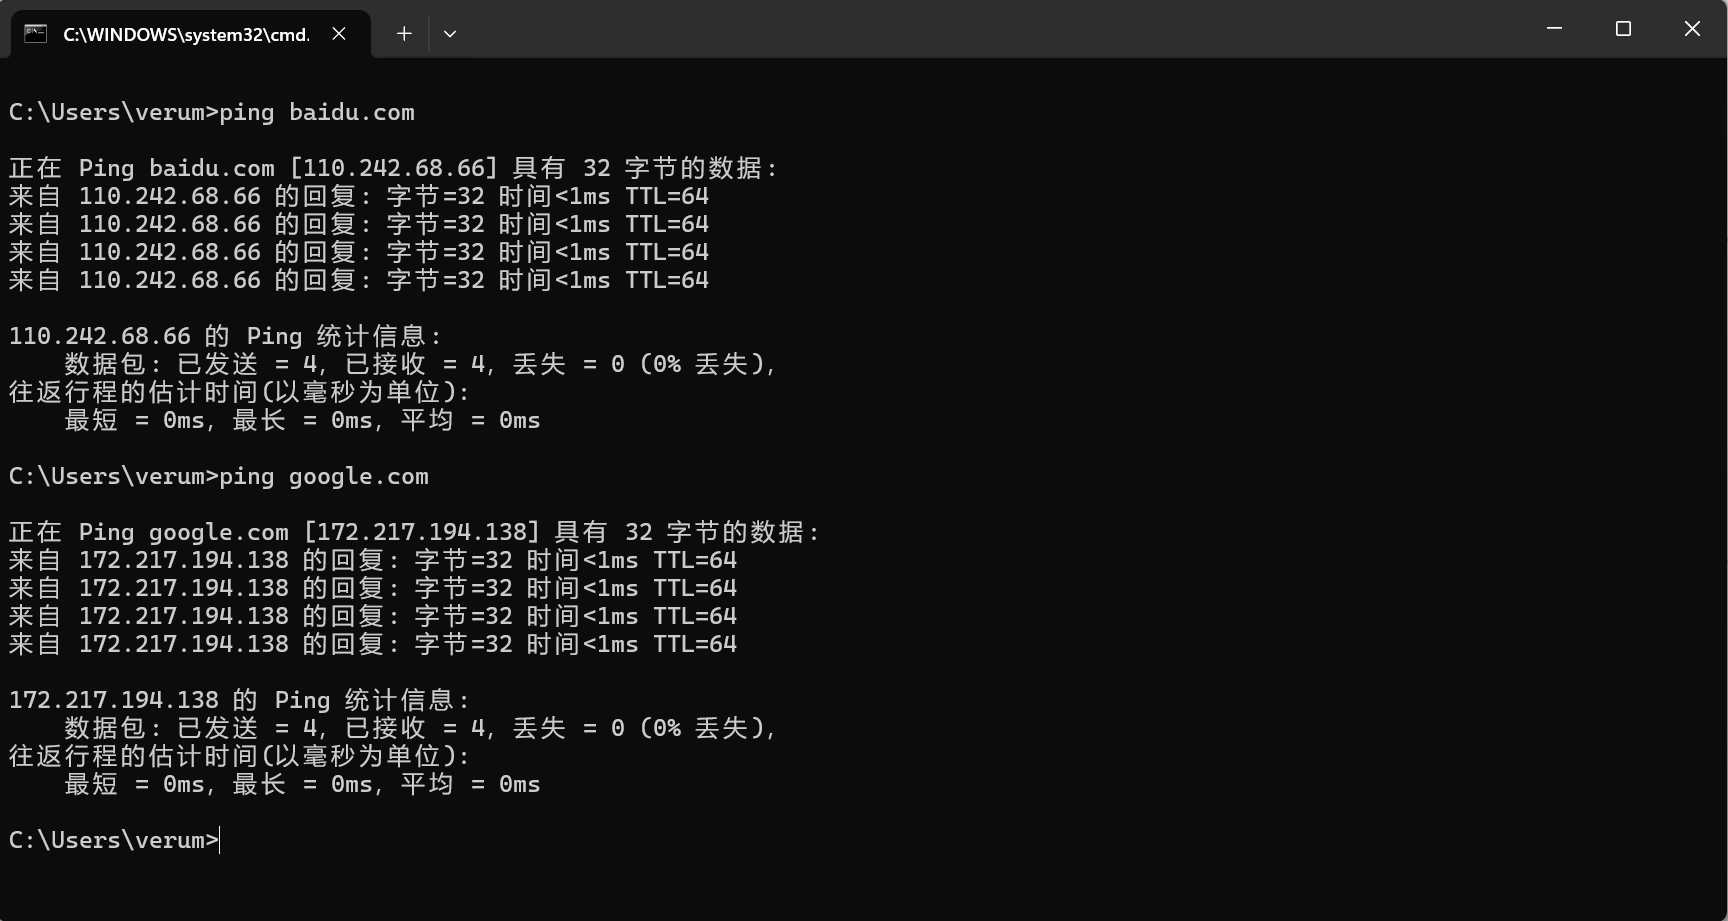 C:\WINDOWS\system32\cmd.
C:\Users\verum>ping baidu.com
正在 Ping baidu.com [110.242.68.66] 具有 32 字节的数据:
来自 110.242.68.66 的回复: 字节=32 时间<1ms TTL=64
来自 110.242.68.66 的回复: 字节=32 时间<1ms TTL=64
来自 110.242.68.66 的回复: 字节=32 时间<1ms TTL=64
来自 110.242.68.66 的回复: 字节=32 时间<1ms TTL=64
110.242.68.66 的 Ping 统计信息:
数据包: 已发送 = 4, 已接收 = 4, 丢失 = 0 (0% 丢失),
往返行程的估计时间(以毫秒为单位):
最短 = 0ms, 最长 = 0ms, 平均 = 0ms
C:\Users\verum>ping google.com
正在 Ping google.com [172.217.194.138] 具有 32 字节的数据:
来自 172.217.194.138 的回复: 字节=32 时间<1ms TTL=64
来自 172.217.194.138 的回复: 字节=32 时间<1ms TTL=64
来自 172.217.194.138 的回复: 字节=32 时间<1ms TTL=64
来自 172.217.194.138 的回复: 字节=32 时间<1ms TTL=64
172.217.194.138 的 Ping 统计信息:
数据包: 已发送 = 4, 已接收 = 4, 丢失 = 0 (0% 丢失),
往返行程的估计时间(以毫秒为单位):
最短 = 0ms, 最长 = 0ms, 平均 = 0ms
C:\Users\verum>